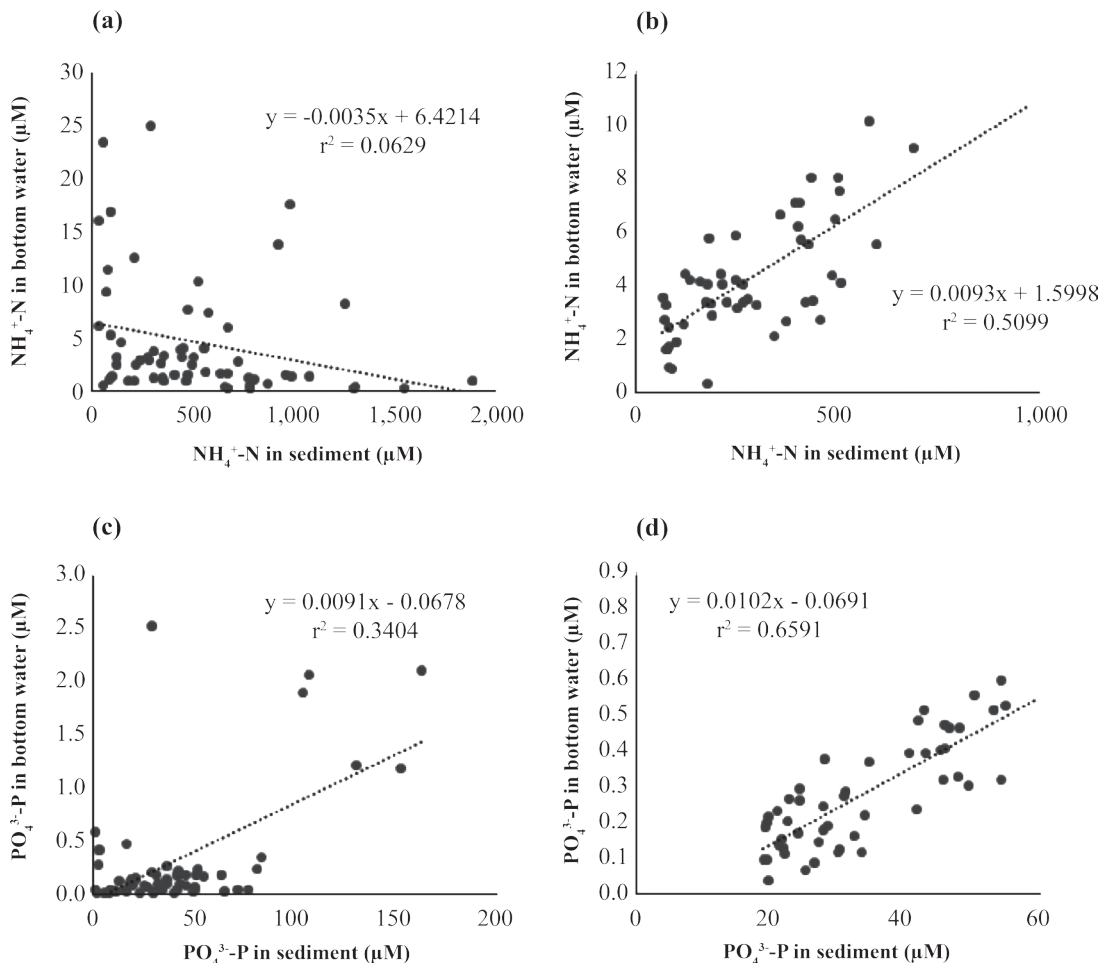 (a)
30
25
20
15
10
5
0
0
500
1,000
1,500
2,000
y = -0.0035x + 6.4214
r² = 0.0629
NH₄⁺-N in bottom water (µM)
NH₄⁺-N in sediment (µM)
(b)
12
10
8
6
4
2
0
0
500
1,000
y = 0.0093x + 1.5998
r² = 0.5099
NH₄⁺-N in bottom water (µM)
NH₄⁺-N in sediment (µM)
(c)
3.0
2.5
2.0
1.5
1.0
0.5
0.0
0
50
100
150
200
y = 0.0091x - 0.0678
r² = 0.3404
PO₄³⁻-P in bottom water (µM)
PO₄³⁻-P in sediment (µM)
(d)
0.9
0.8
0.7
0.6
0.5
0.4
0.3
0.2
0.1
0.0
20
40
60
y = 0.0102x - 0.0691
r² = 0.6591
PO₄³⁻-P in bottom water (µM)
PO₄³⁻-P in sediment (µM)